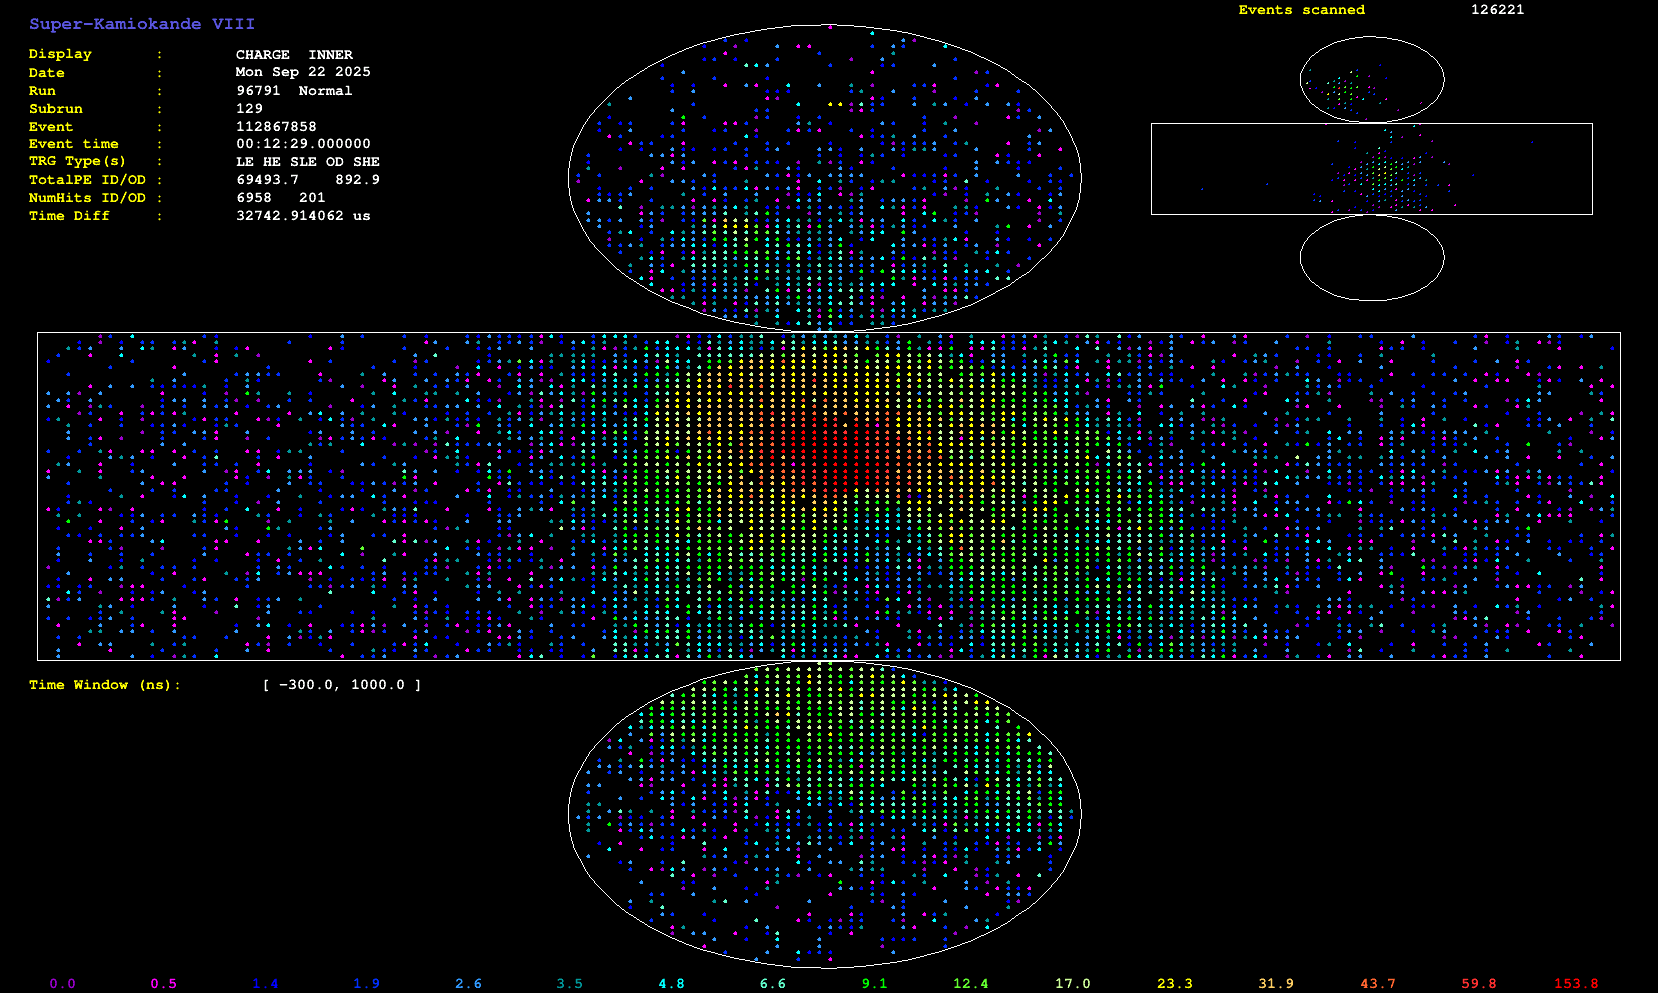 Super-Kamiokande VIII
Display : CHARGE INNER
Date : Mon Sep 22 2025
Run : 96791 Normal
Subrun : 129
Event : 112867858
Event time : 00:12:29.000000
TRG Type(s) : LE HE SLE OD SHE
TotalPE ID/OD : 69493.7 892.9
NumHits ID/OD : 6958 201
Time Diff : 32742.914062 us
Events scanned 126221
Time Window (ns): [ -300.0, 1000.0 ]
0.0 0.5 1.4 1.9 2.6 3.5 4.8 6.6 9.1 12.4 17.0 23.3 31.9 43.7 59.8 153.8